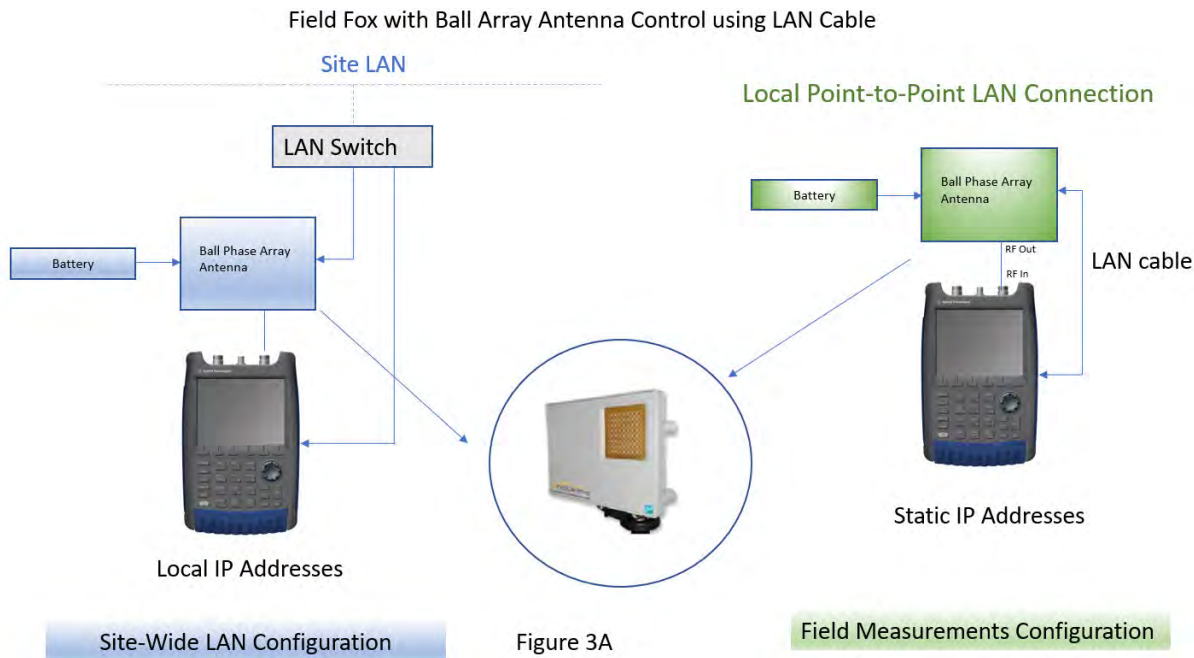 Field Fox with Ball Array Antenna Control using LAN Cable
Site LAN
Local Point-to-Point LAN Connection
LAN Switch
Ball Phase Array
Antenna
Battery
Battery
Ball Phase Array
Antenna
RF Out
LAN cable
RF In
Static IP Addresses
Local IP Addresses
Site-Wide LAN Configuration
Figure 3A
Field Measurements Configuration